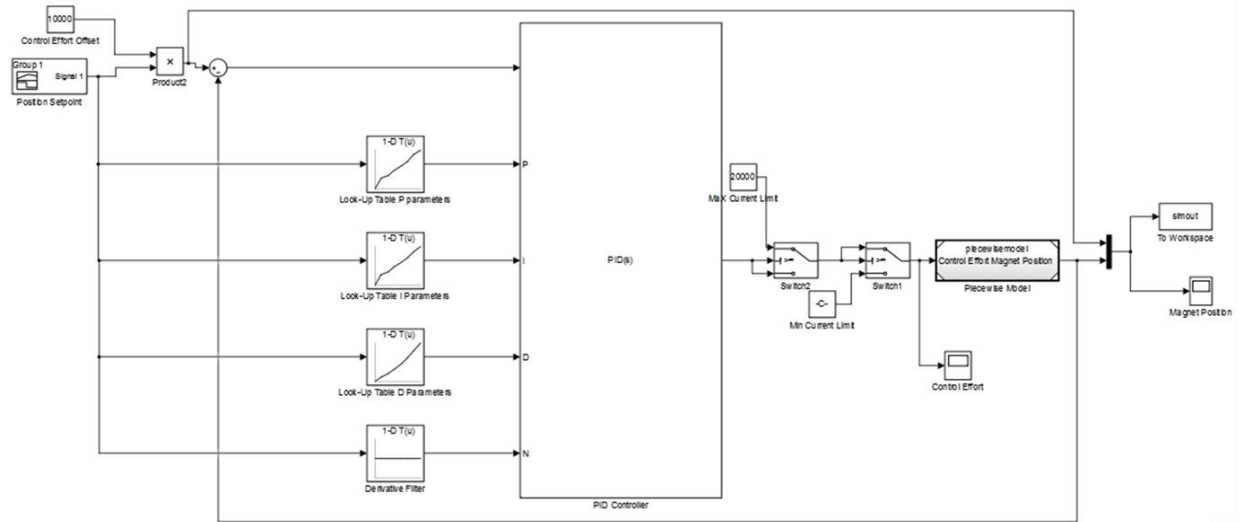 10000
Control Effort Offset
Group 1
Signal 1
Position Setpoint
×
Product2
+
-
1-D T(u)
Look-Up Table P parameters
1-D T(u)
Look-Up Table I Parameters
1-D T(u)
Look-Up Table D Parameters
1-D T(u)
Derivative Filter
P
I
D
N
PID(s)
PID Controller
20000
MaX Current Limit
Switch2
-C-
Min Current Limit
Switch1
piecewisemodel
Control Effort Magnet Position
Piecewise Model
Control Effort
simout
To Workspace
Magnet Position